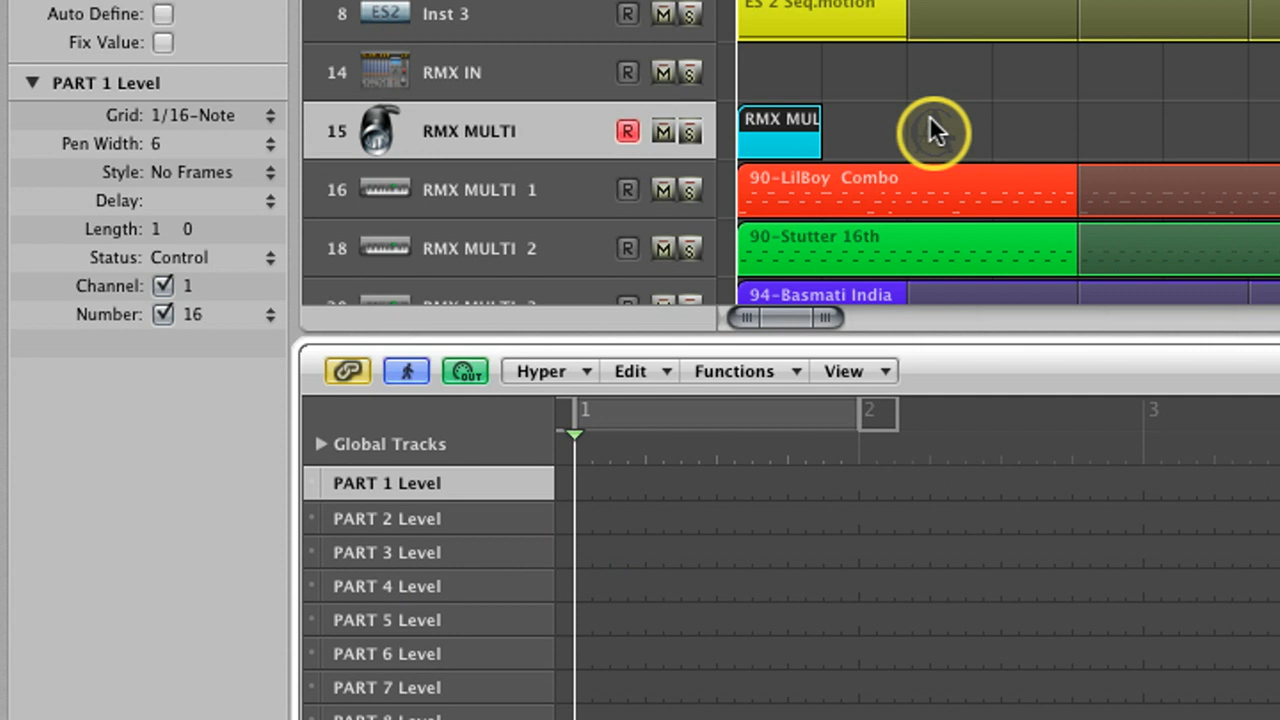 Auto Define:
Fix Value:
PART 1 Level
Grid: 1/16-Note
Pen Width: 6
Style: No Frames
Delay:
Length: 1 0
Status: Control
Channel: 1
Number: 16
8 ES2 Inst 3 R M S
14 RMX IN R M S
15 RMX MULTI R M S
16 RMX MULTI 1 R M S
18 RMX MULTI 2 R M S
ES 2 Seq.motion
RMX MUL
90-LilBoy Combo
90-Stutter 16th
94-Basmati India
OUT Hyper Edit Functions View
1 2 3
Global Tracks
PART 1 Level
PART 2 Level
PART 3 Level
PART 4 Level
PART 5 Level
PART 6 Level
PART 7 Level